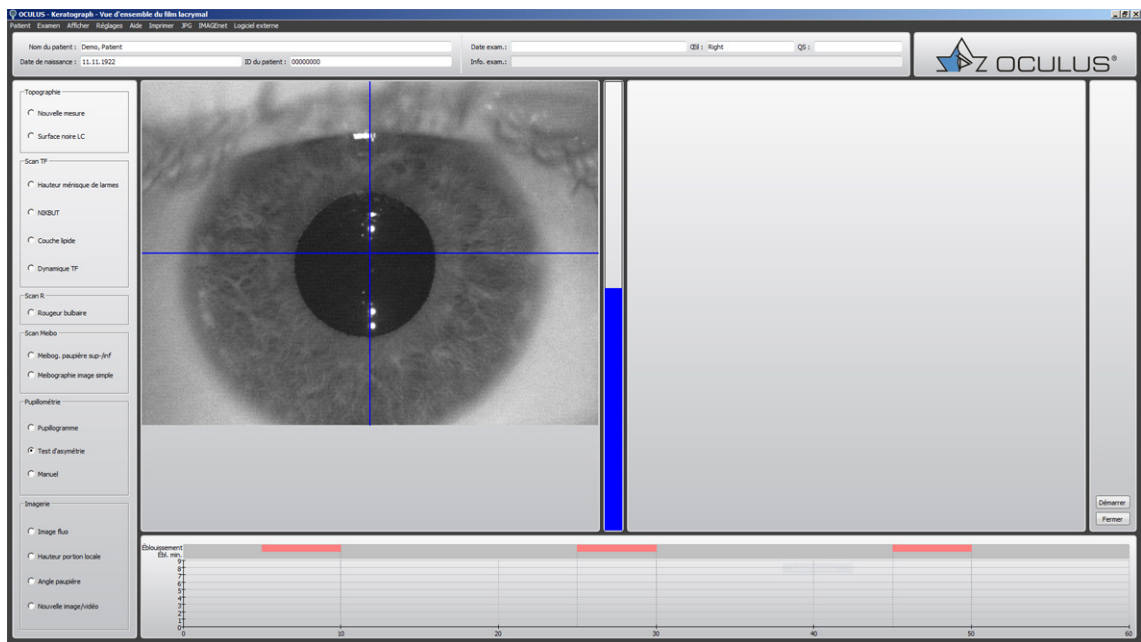 OCULUS - Keratograph - Vue d'ensemble du film lacrymal
Patient Examen Afficher Réglages Aide Imprimer JPG IMAGEnet Logiciel externe
Nom du patient : Demo, Patient Date exam.: Œil : Right QS :
Date de naissance : 11.11.1922 ID du patient : 00000000 Info. exam.:
OCULUS®
Topographie
Nouvelle mesure
Surface noire LC
Scan TF
Hauteur ménisque de larmes
NIKBUT
Couche lipide
Dynamique TF
Scan R
Rougeur bulbaire
Scan Meibo
Meibog. paupière sup-/inf
Meibographie image simple
Pupillométrie
Pupillogramme
Test d'asymétrie
Manuel
Imagerie
Image fluo
Hauteur portion locale
Angle paupière
Nouvelle image/vidéo
Démarrer
Fermer
Éblouissement
Ébl. min.
9
8
7
6
5
4
3
2
1
0
0 10 20 30 40 50 60